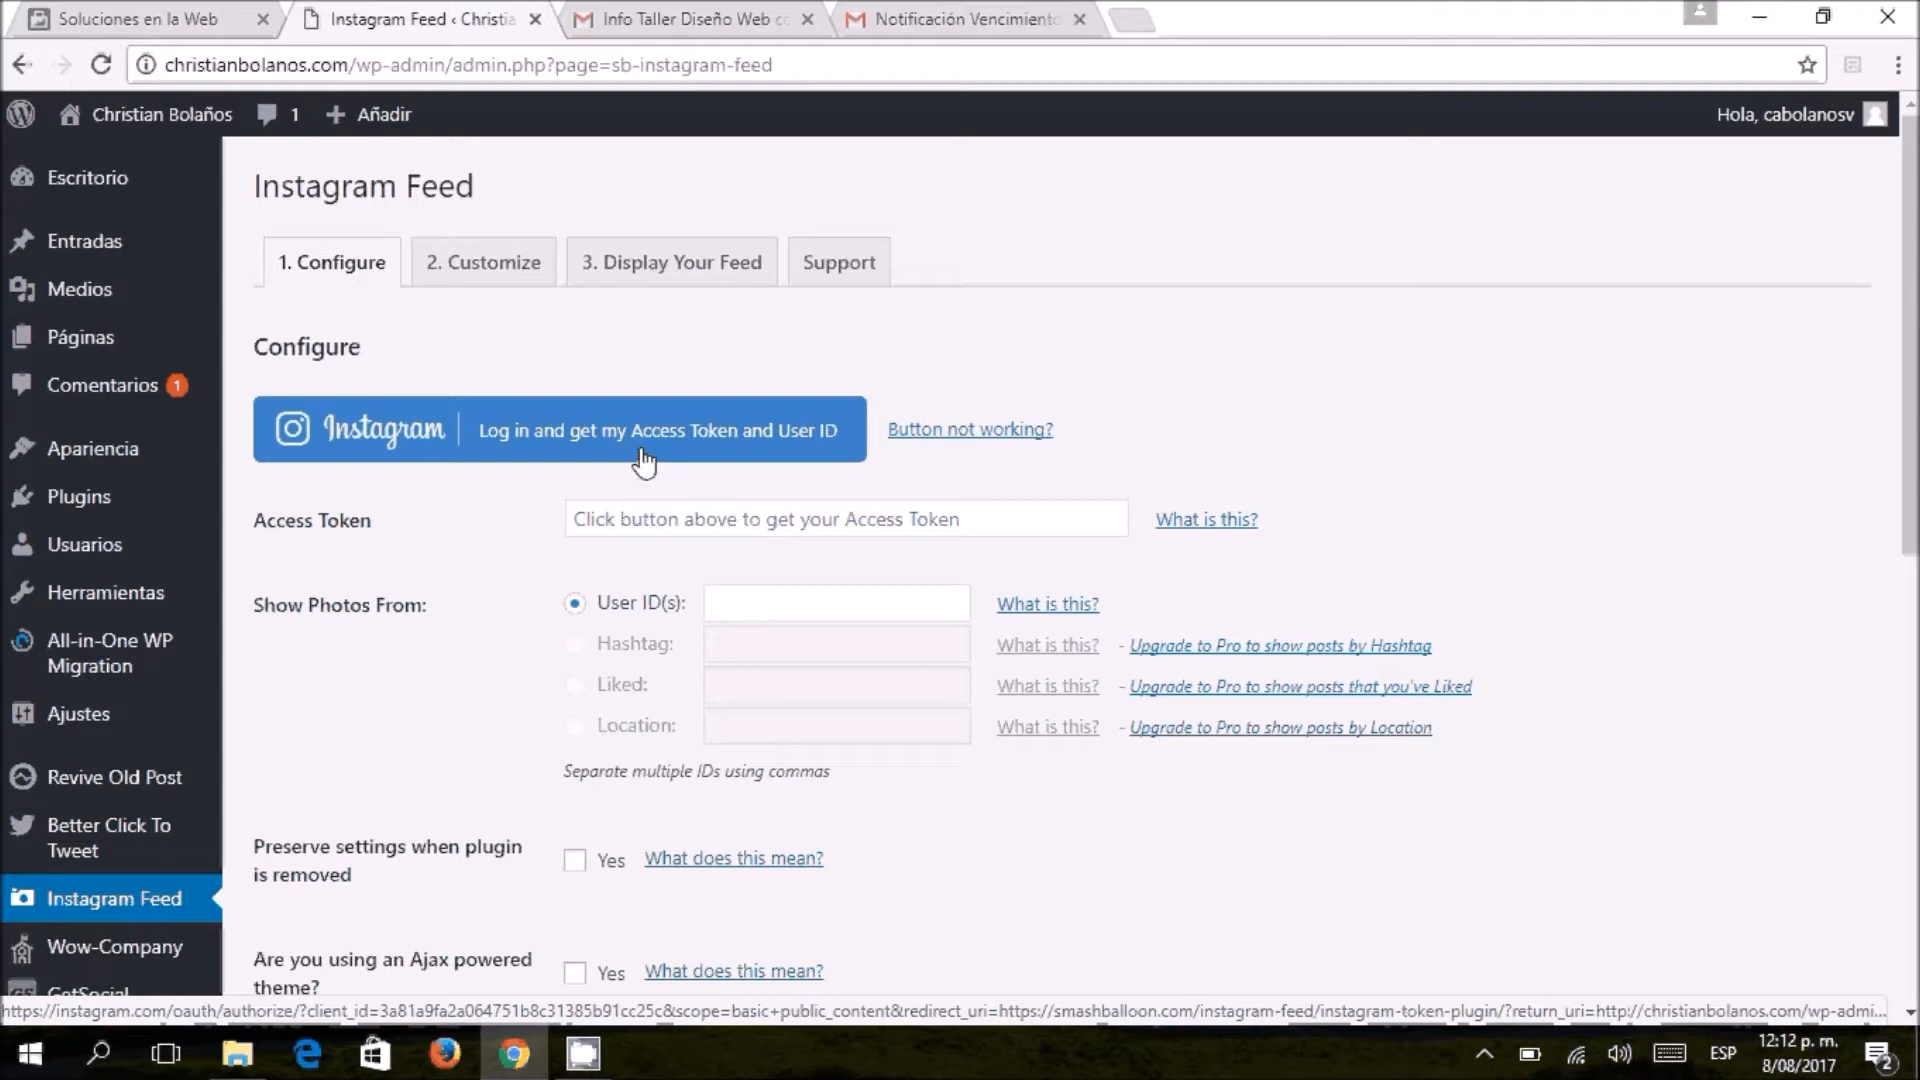 Soluciones en la Web
Instagram Feed ‹ Christia
Info Taller Diseño Web co
Notificación Vencimiento
christianbolanos.com/wp-admin/admin.php?page=sb-instagram-feed
Christian Bolaños 1 + Añadir
Hola, cabolanosv
Escritorio
Entradas
Medios
Páginas
Comentarios 1
Apariencia
Plugins
Usuarios
Herramientas
All-in-One WP
Migration
Ajustes
Revive Old Post
Better Click To
Tweet
Instagram Feed
Wow-Company
GetSocial
Instagram Feed
1. Configure
2. Customize
3. Display Your Feed
Support
Configure
Instagram Log in and get my Access Token and User ID
Button not working?
Access Token Click button above to get your Access Token What is this?
Show Photos From: User ID(s): What is this?
Hashtag: What is this? - Upgrade to Pro to show posts by Hashtag
Liked: What is this? - Upgrade to Pro to show posts that you've Liked
Location: What is this? - Upgrade to Pro to show posts by Location
Separate multiple IDs using commas
Preserve settings when plugin
is removed
Yes What does this mean?
Are you using an Ajax powered
theme?
Yes What does this mean?
https://instagram.com/oauth/authorize/?client_id=3a81a9fa2a064751b8c31385b91cc25c&scope=basic+public_content&redirect_uri=https://smashballoon.com/instagram-feed/instagram-token-plugin/?return_uri=http://christianbolanos.com/wp-admi...
ESP
12:12 p. m.
8/08/2017
2